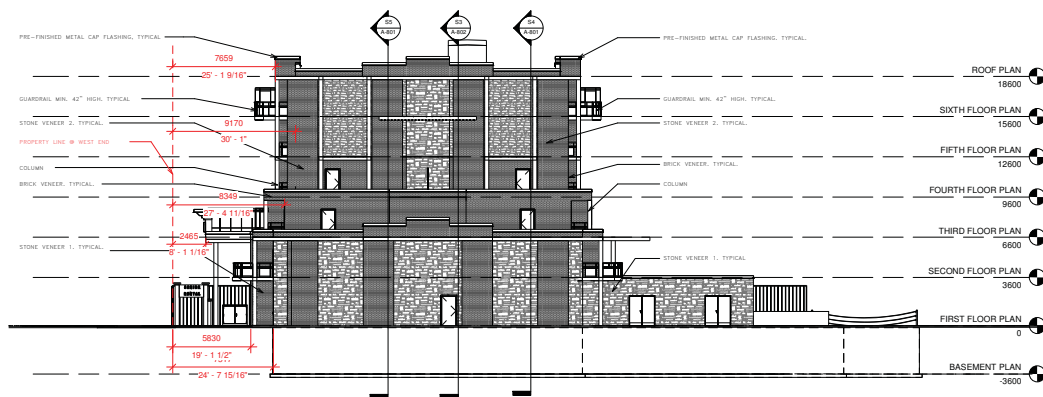 S5
A-801
S3
A-802
S4
A-801
PRE-FINISHED METAL CAP FLASHING, TYPICAL
PRE-FINISHED METAL CAP FLASHING. TYPICAL.
7659
25' - 1 9/16"
ROOF PLAN
18600
GUARDRAIL MIN. 42" HIGH. TYPICAL
GUARDRAIL MIN. 42" HIGH. TYPICAL
SIXTH FLOOR PLAN
15600
STONE VENEER 2. TYPICAL
STONE VENEER 2. TYPICAL.
9170
30' - 1"
PROPERTY LINE @ WEST END
FIFTH FLOOR PLAN
12600
COLUMN
BRICK VENEER. TYPICAL.
BRICK VENEER. TYPICAL.
COLUMN
FOURTH FLOOR PLAN
9600
8349
27' - 4 11/16"
THIRD FLOOR PLAN
6600
2465
8' - 1 1/16"
STONE VENEER 1. TYPICAL.
STONE VENEER 1. TYPICAL
SECOND FLOOR PLAN
3600
FIRST FLOOR PLAN
0
5830
19' - 1 1/2"
24' - 7 15/16"
BASEMENT PLAN
-3600